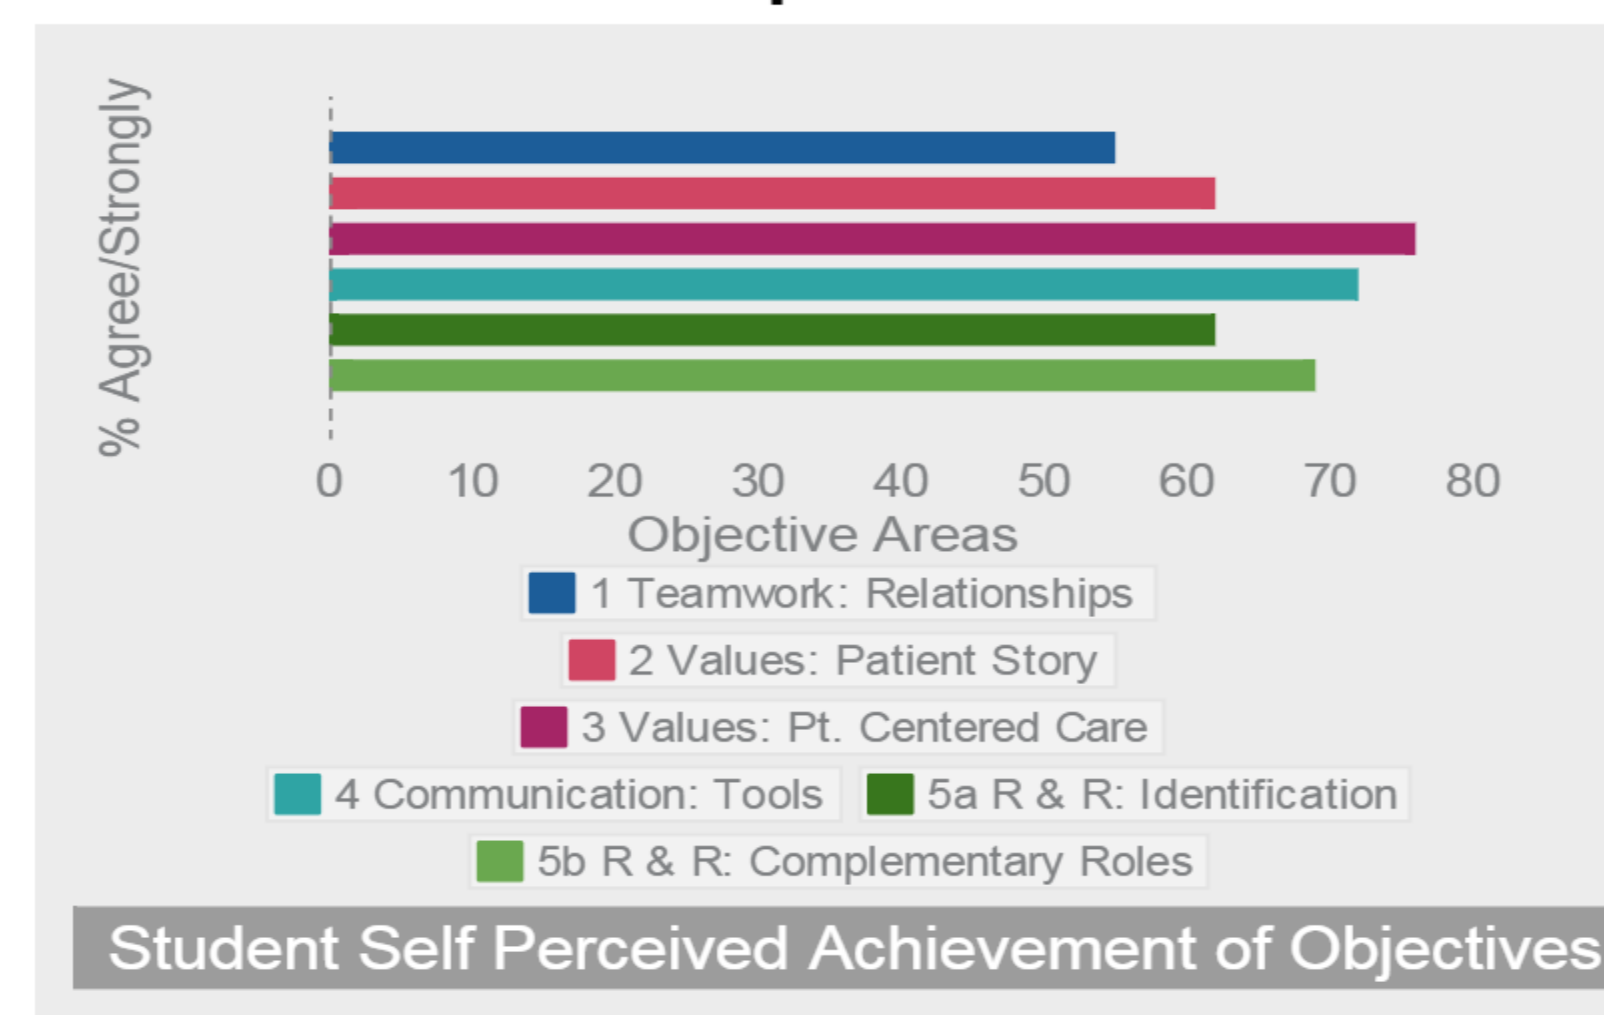 % Agree/Strongly
0 10 20 30 40 50 60 70 80
Objective Areas
1 Teamwork: Relationships
2 Values: Patient Story
3 Values: Pt. Centered Care
4 Communication: Tools 5a R & R: Identification
5b R & R: Complementary Roles
Student Self Perceived Achievement of Objectives